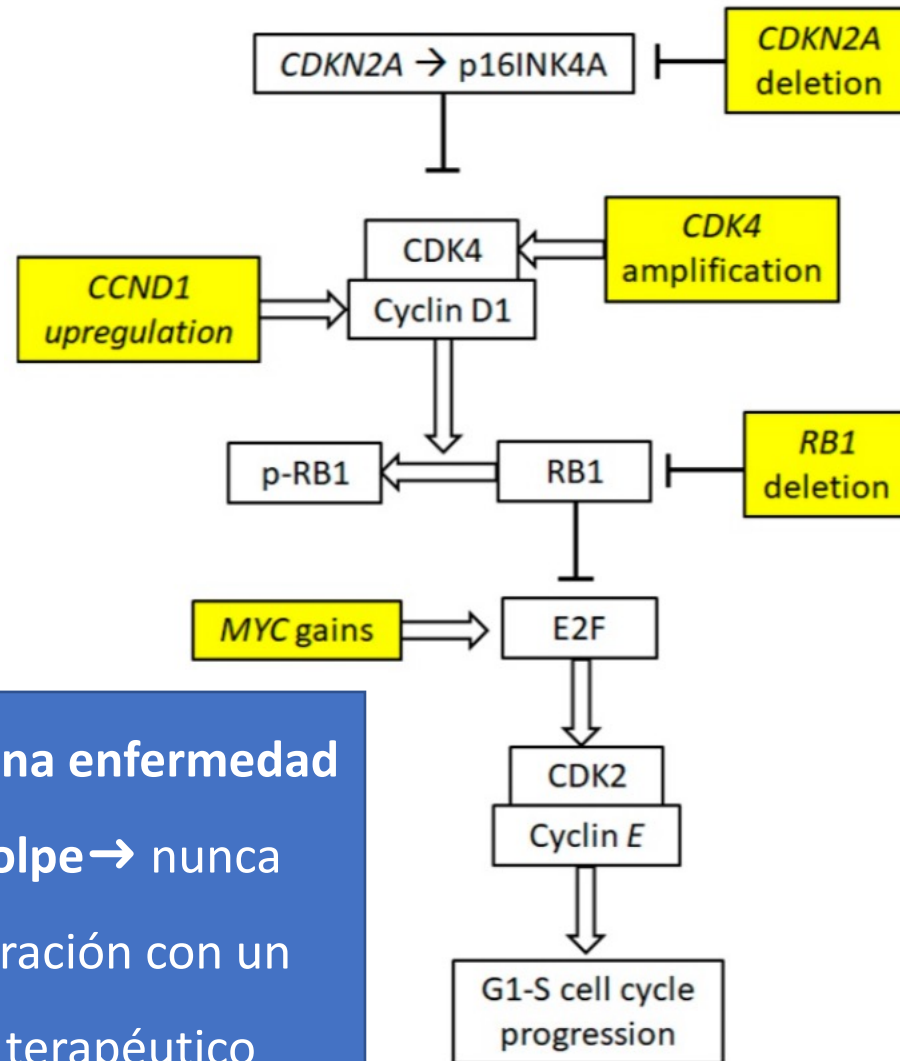 CDKN2A → p16INK4A
CDKN2A
deletion
CDK4
Cyclin D1
CDK4
amplification
CCND1
upregulation
p-RB1
RB1
RB1
deletion
MYC gains
E2F
CDK2
Cyclin E
G1-S cell cycle
progression
na enfermedad
olpe→ nunca
ración con un
terapéutico